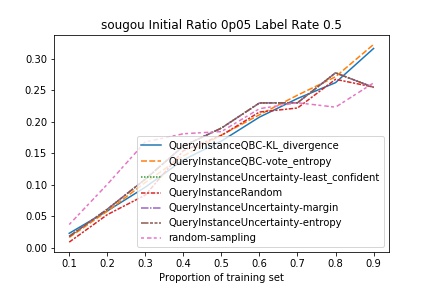 sougou Initial Ratio 0p05 Label Rate 0.5
0.30
0.25
0.20
0.15
0.10
0.05
0.00
QueryInstanceQBC-KL_divergence
QueryInstanceQBC-vote_entropy
QueryInstanceUncertainty-least_confident
QueryInstanceRandom
QueryInstanceUncertainty-margin
QueryInstanceUncertainty-entropy
random-sampling
0.1 0.2 0.3 0.4 0.5 0.6 0.7 0.8 0.9
Proportion of training set